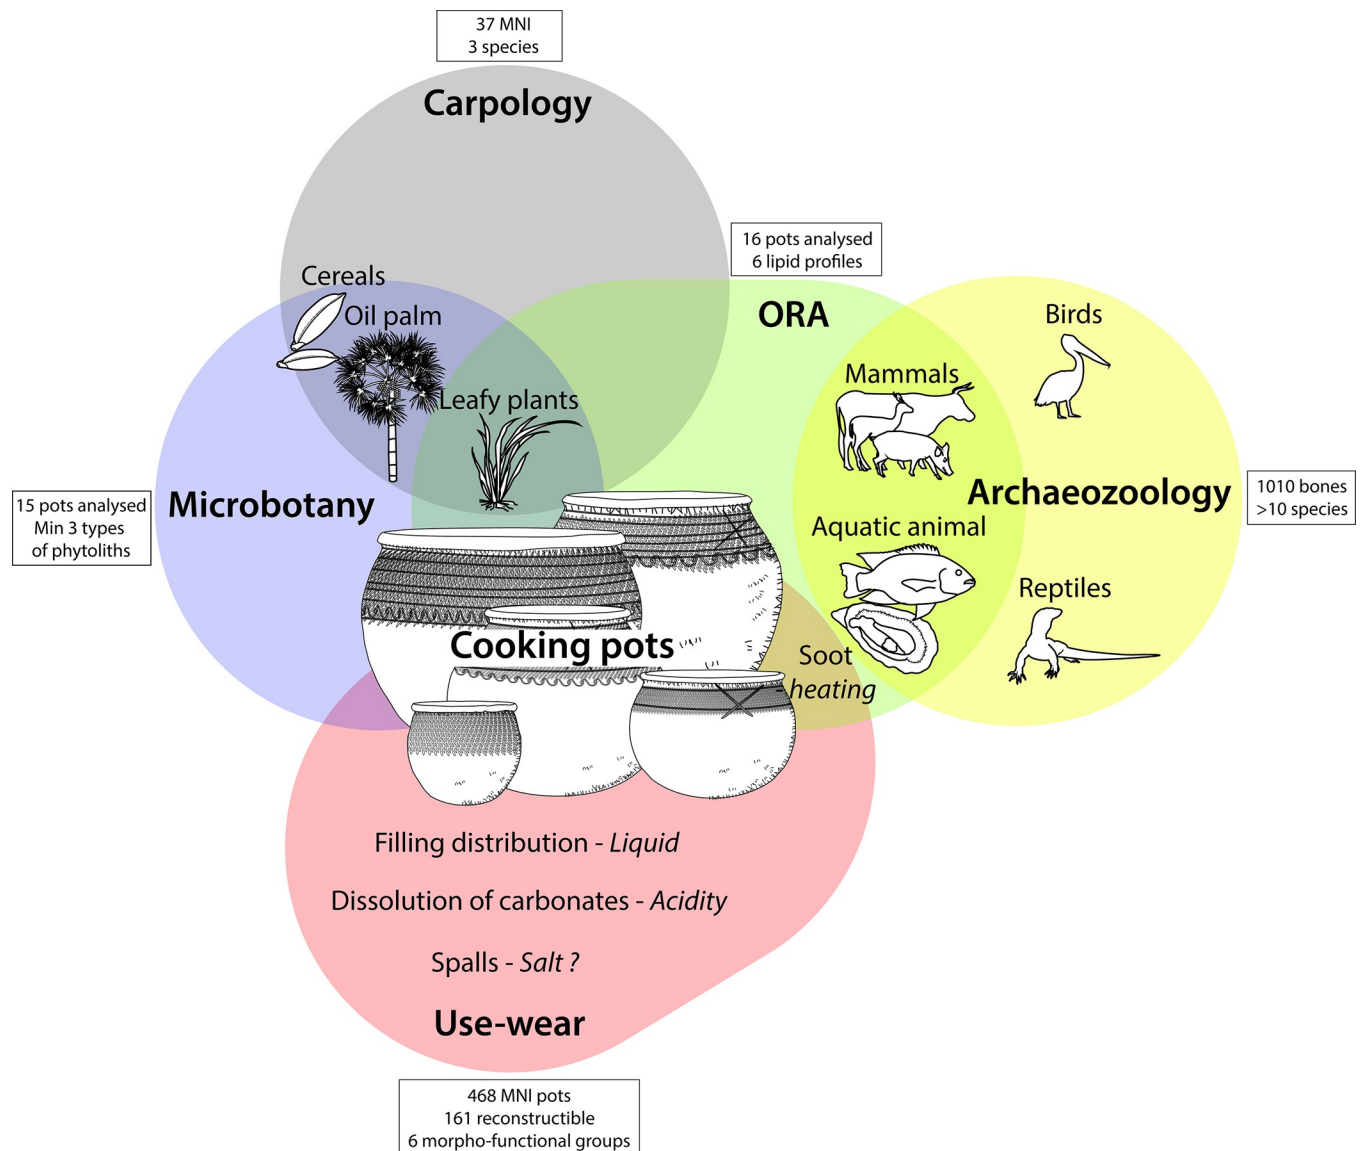 37 MNI
3 species
Carpology
16 pots analysed
6 lipid profiles
Cereals
Oil palm
ORA
Birds
Mammals
Leafy plants
Microbotany
Archaeozoology
15 pots analysed
Min 3 types
of phytoliths
1010 bones
>10 species
Aquatic animal
Reptiles
Cooking pots
Soot
- heating
Filling distribution - Liquid
Dissolution of carbonates - Acidity
Spalls - Salt ?
Use-wear
468 MNI pots
161 reconstructible
6 morpho-functional groups